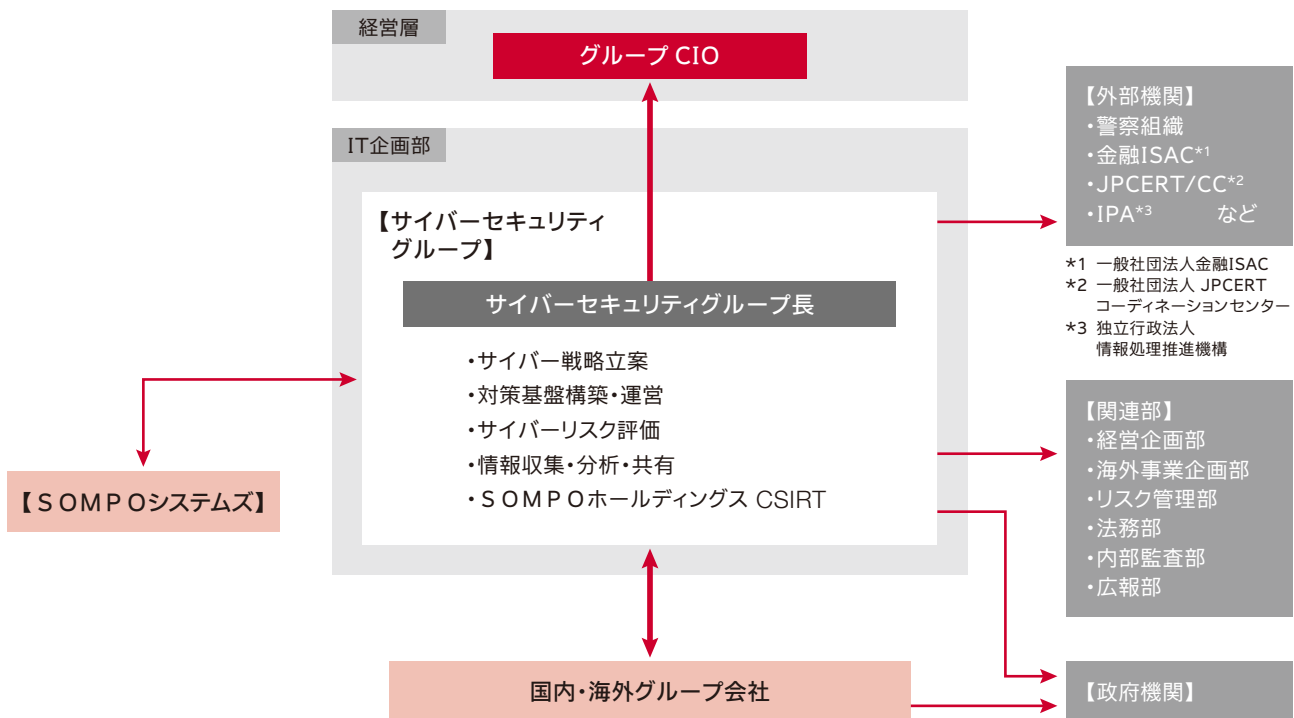 経営層
グループ CIO
IT企画部
【サイバーセキュリティ
グループ】
サイバーセキュリティグループ長
・サイバー戦略立案
・対策基盤構築・運営
・サイバーリスク評価
・情報収集・分析・共有
・ＳＯＭＰＯホールディングス CSIRT
【ＳＯＭＰＯシステムズ】
国内・海外グループ会社
【外部機関】
・警察組織
・金融ISAC*1
・JPCERT/CC*2
・IPA*3 など
*1 一般社団法人金融ISAC
*2 一般社団法人 JPCERT
コーディネーションセンター
*3 独立行政法人
情報処理推進機構
【関連部】
・経営企画部
・海外事業企画部
・リスク管理部
・法務部
・内部監査部
・広報部
【政府機関】